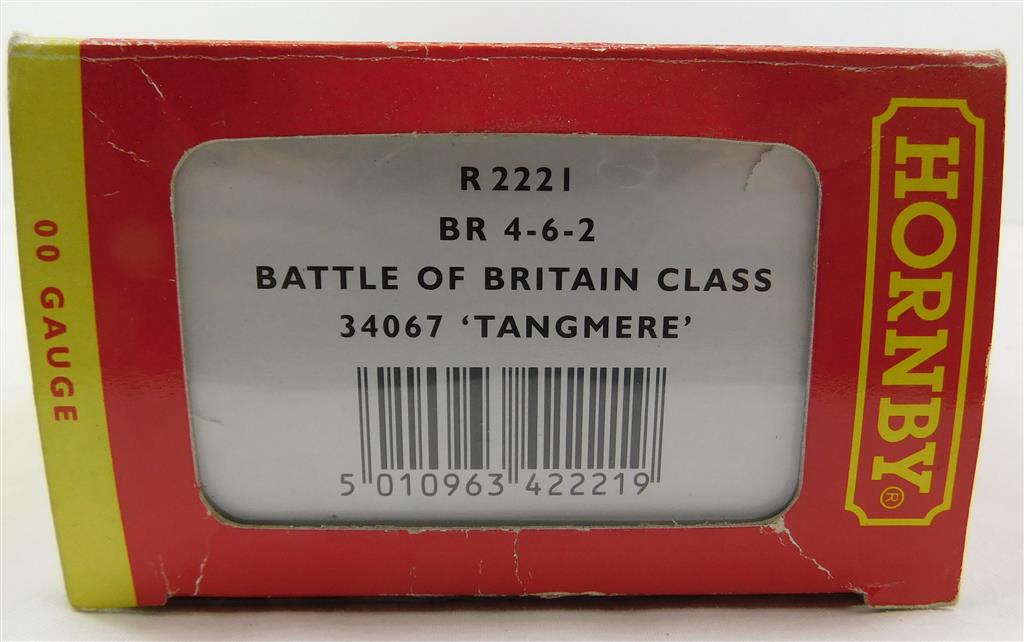 00 GAUGE
R 2221
BR 4-6-2
BATTLE OF BRITAIN CLASS
34067 ‘TANGMERE’
5 010963 422219
HORNBY®